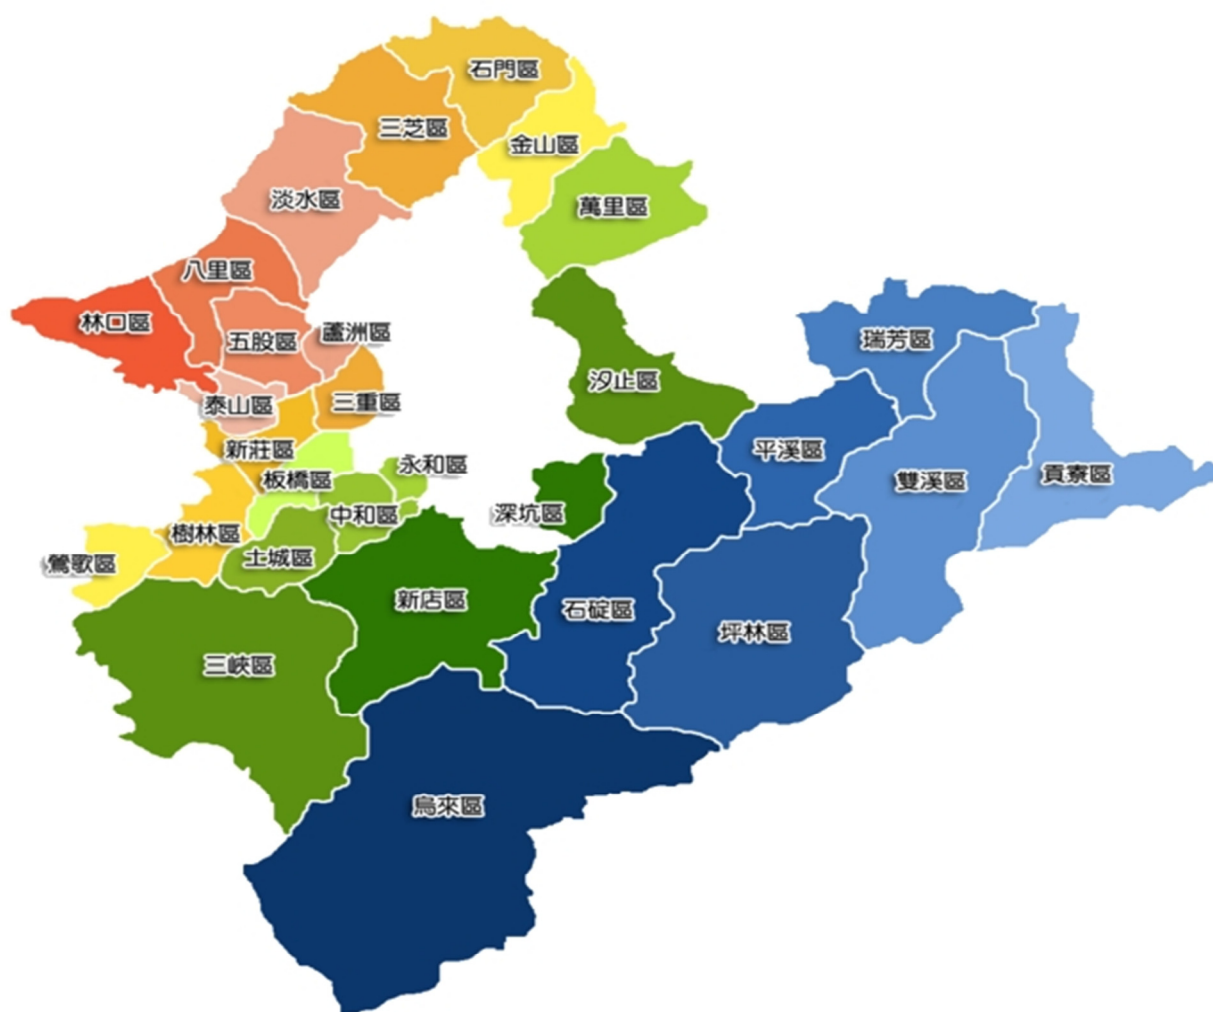 石門區
三芝區
金山區
淡水區
萬里區
八里區
林口區
五股區
蘆洲區
瑞芳區
汐止區
泰山區
三重區
新莊區
平溪區
永和區
板橋區
雙溪區
貢寮區
深坑區
中和區
樹林區
土城區
鶯歌區
新店區
石碇區
坪林區
三峽區
烏來區